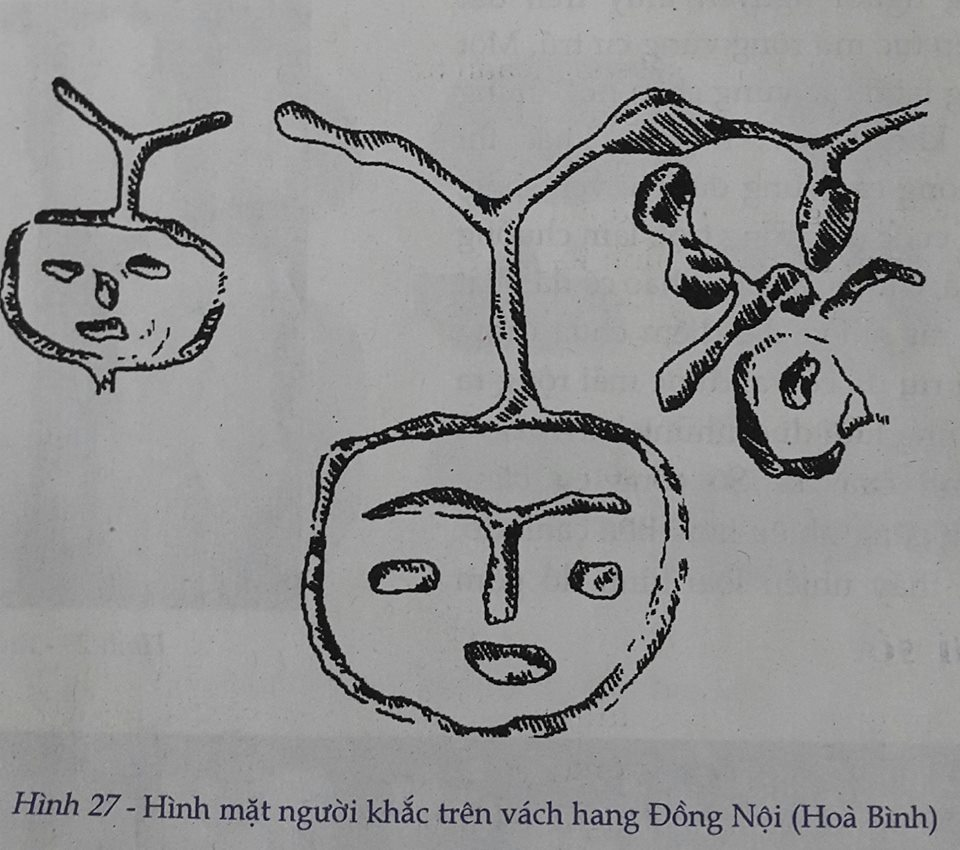 Hình 27 - Hình mặt người khắc trên vách hang Đồng Nội (Hoà Bình)